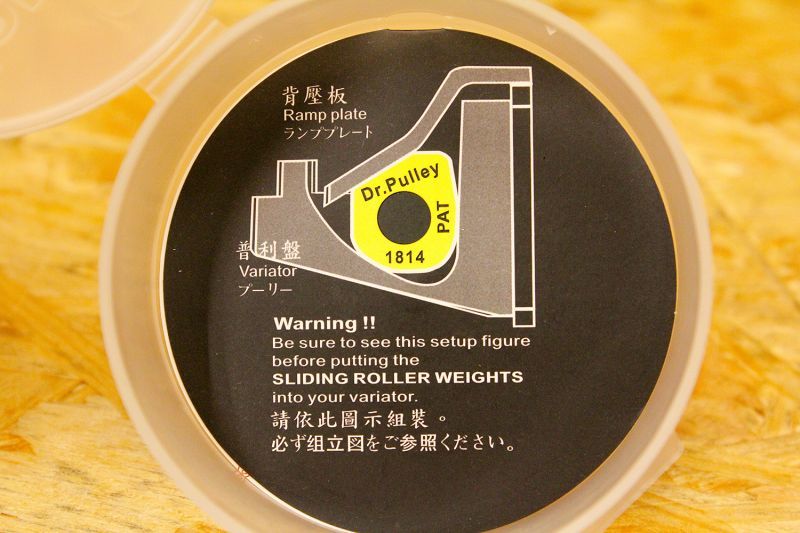 背壓板
Ramp plate
ランププレート
Dr.Pulley
PAT
1814
普利盤
Variator
プーリー
Warning !!
Be sure to see this setup figure
before putting the
SLIDING ROLLER WEIGHTS
into your variator.
請依此圖示組裝。
必ず组立図をご参照ください。